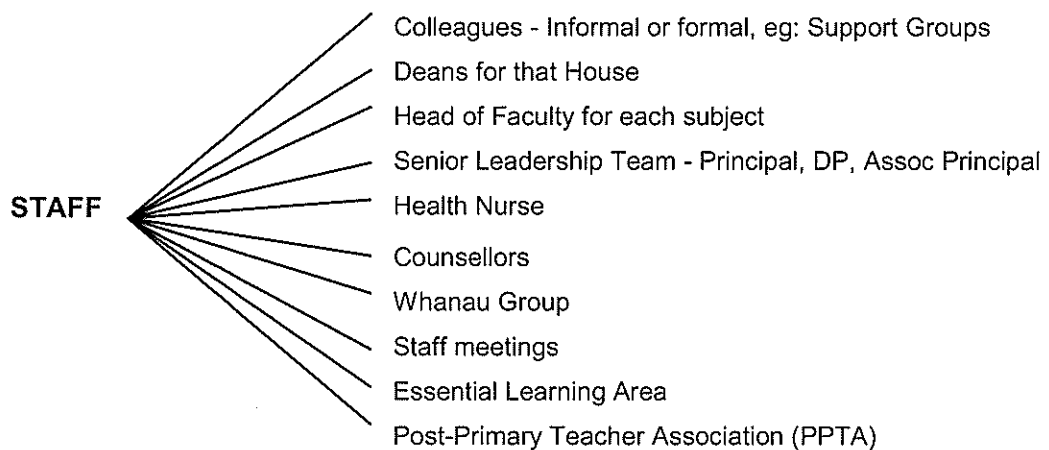 Colleagues - Informal or formal, eg: Support Groups
Deans for that House
Head of Faculty for each subject
Senior Leadership Team - Principal, DP, Assoc Principal
STAFF
Health Nurse
Counsellors
Whanau Group
Staff meetings
Essential Learning Area
Post-Primary Teacher Association (PPTA)